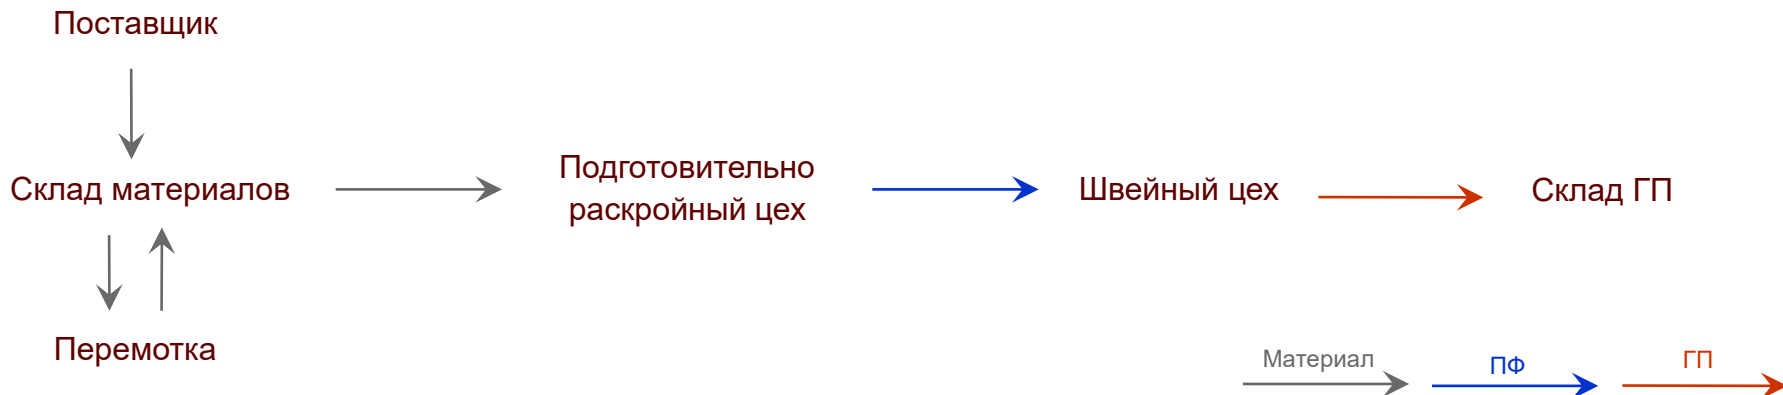 Поставщик
Склад материалов
Подготовительно
раскройный цех
Швейный цех
Склад ГП
Перемотка
Материал
ПФ
ГП